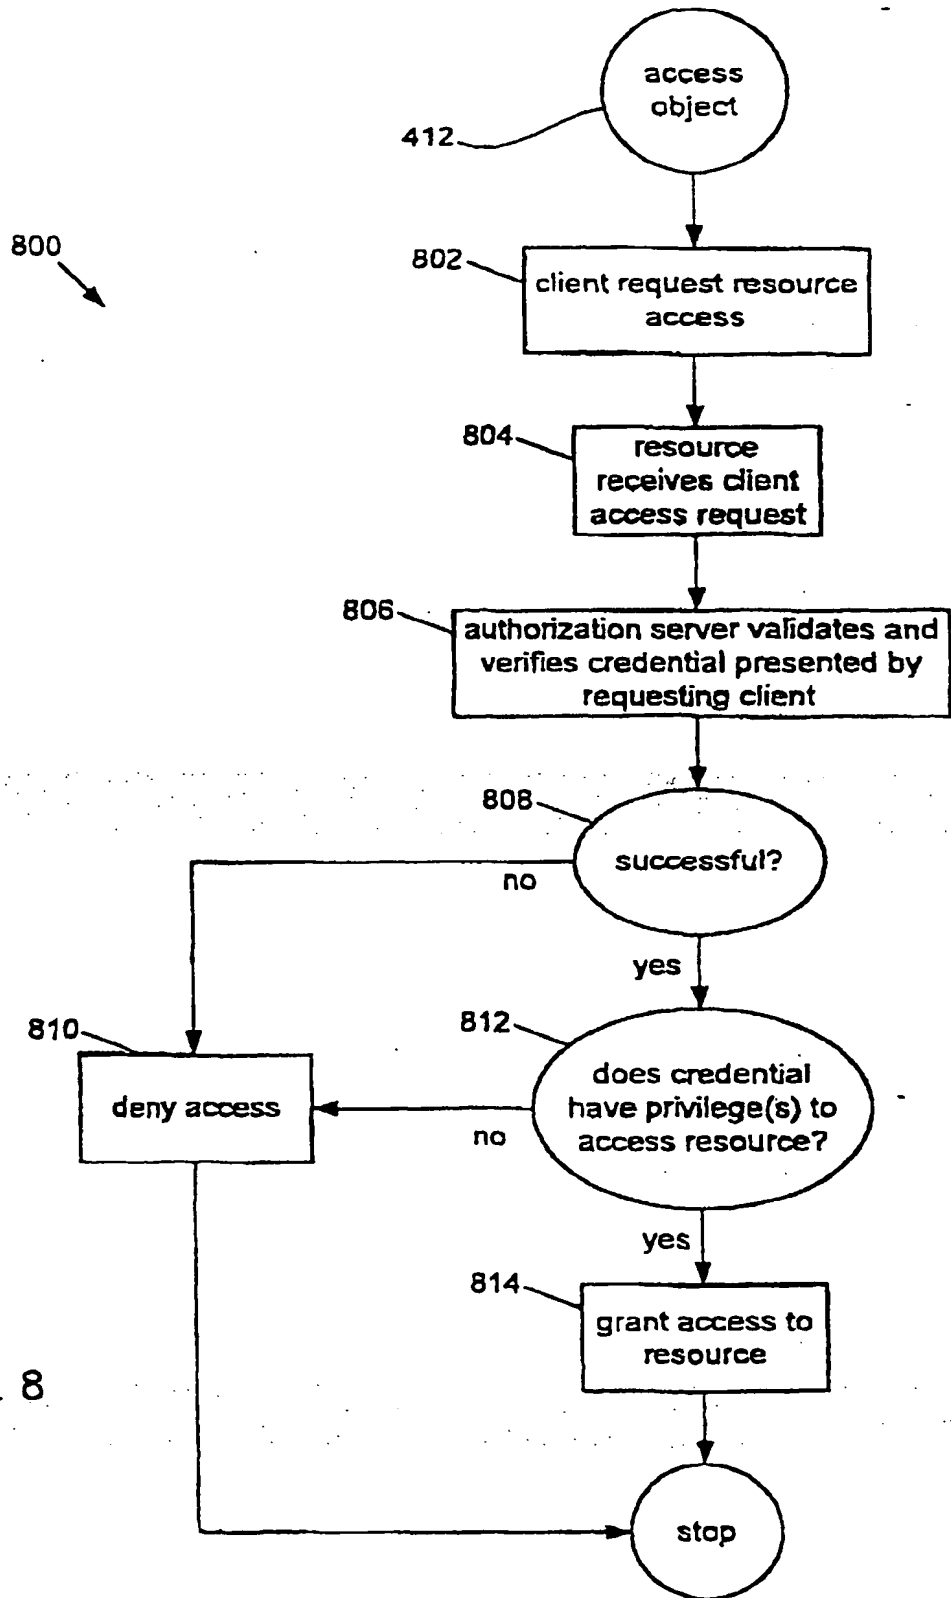 access
object
412
800
802
client request resource
access
804
resource
receives client
access request
806
authorization server validates and
verifies credential presented by
requesting client
808
successful?
no
yes
810
812
deny access
does credential
have privilege(s) to
access resource?
no
yes
814
grant access to
resource
8
stop